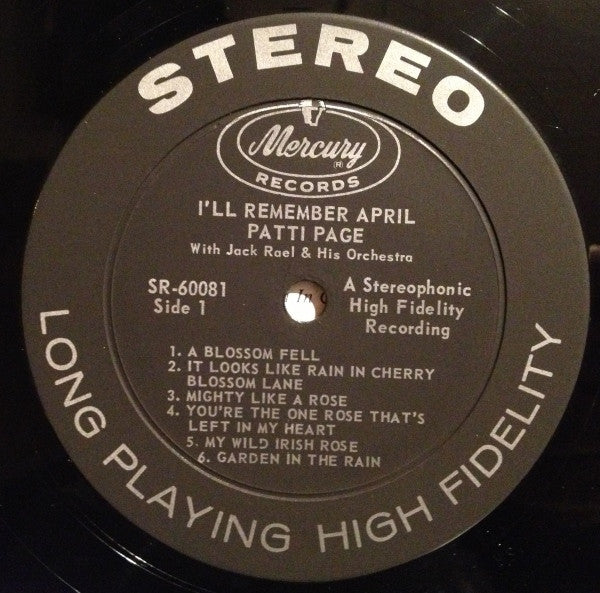 STEREO
Mercury
(R)
RECORDS
I'LL REMEMBER APRIL
PATTI PAGE
With Jack Rael & His Orchestra
SR-60081
Side 1
A Stereophonic
High Fidelity
Recording
In
1. A BLOSSOM FELL
2. IT LOOKS LIKE RAIN IN CHERRY
BLOSSOM LANE
3. MIGHTY LIKE A ROSE
4. YOU'RE THE ONE ROSE THAT'S
LEFT IN MY HEART
5. MY WILD IRISH ROSE
6. GARDEN IN THE RAIN
LONG PLAYING HIGH FIDELITY